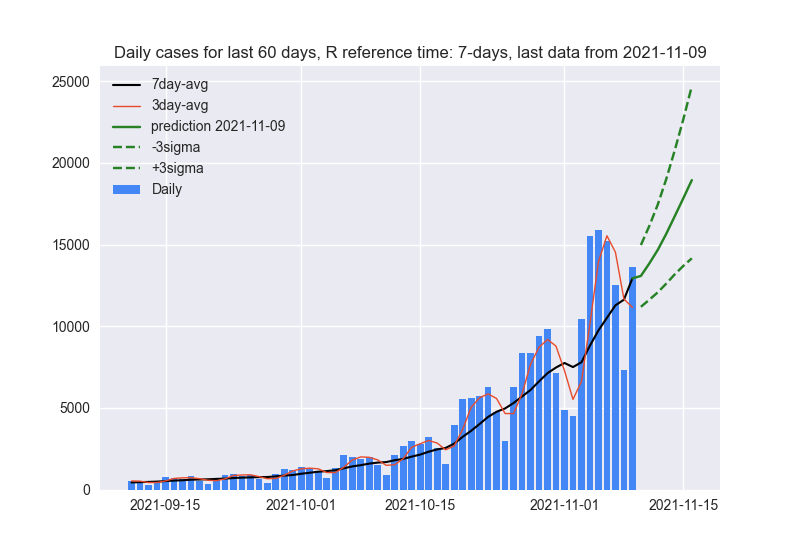 Daily cases for last 60 days, R reference time: 7-days, last data from 2021-11-09
25000
20000
15000
10000
5000
0
7day-avg
3day-avg
prediction 2021-11-09
-3sigma
+3sigma
Daily
2021-09-15
2021-10-01
2021-10-15
2021-11-01
2021-11-15